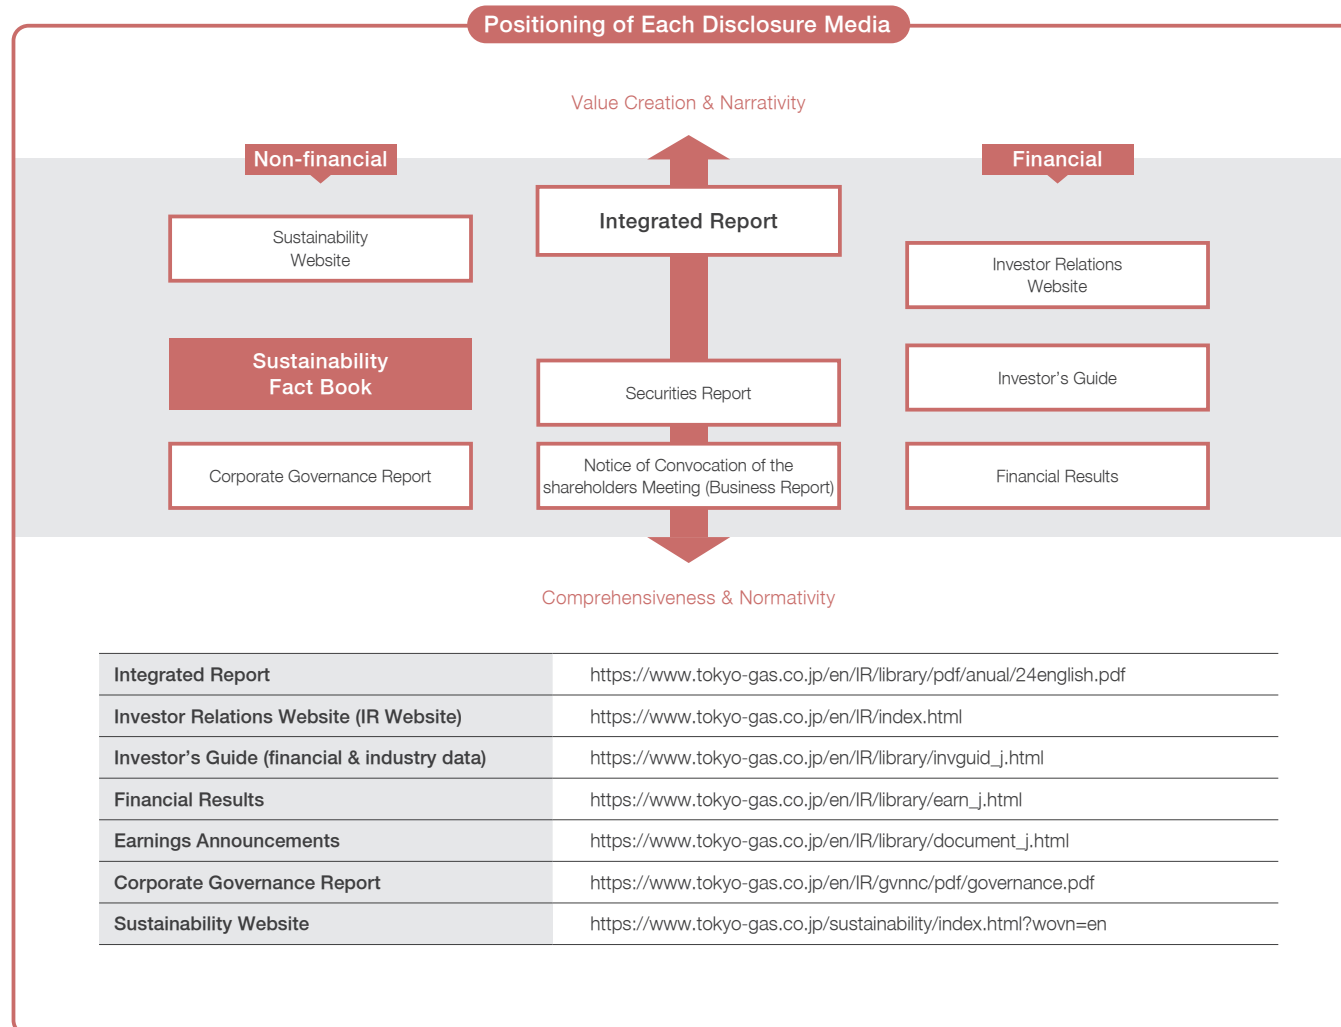 Positioning of Each Disclosure Media
Value Creation & Narrativity
Non-financial
Financial
Integrated Report
Sustainability
Website
Investor Relations
Website
Sustainability
Fact Book
Securities Report
Investor's Guide
Corporate Governance Report
Notice of Convocation of the
shareholders Meeting (Business Report)
Financial Results
Comprehensiveness & Normativity
Integrated Report https://www.tokyo-gas.co.jp/en/IR/library/pdf/anual/24english.pdf
Investor Relations Website (IR Website) https://www.tokyo-gas.co.jp/en/IR/index.html
Investor's Guide (financial & industry data) https://www.tokyo-gas.co.jp/en/IR/library/invguid_j.html
Financial Results https://www.tokyo-gas.co.jp/en/IR/library/earn_j.html
Earnings Announcements https://www.tokyo-gas.co.jp/en/IR/library/document_j.html
Corporate Governance Report https://www.tokyo-gas.co.jp/en/IR/gvnnc/pdf/governance.pdf
Sustainability Website https://www.tokyo-gas.co.jp/sustainability/index.html?wovn=en